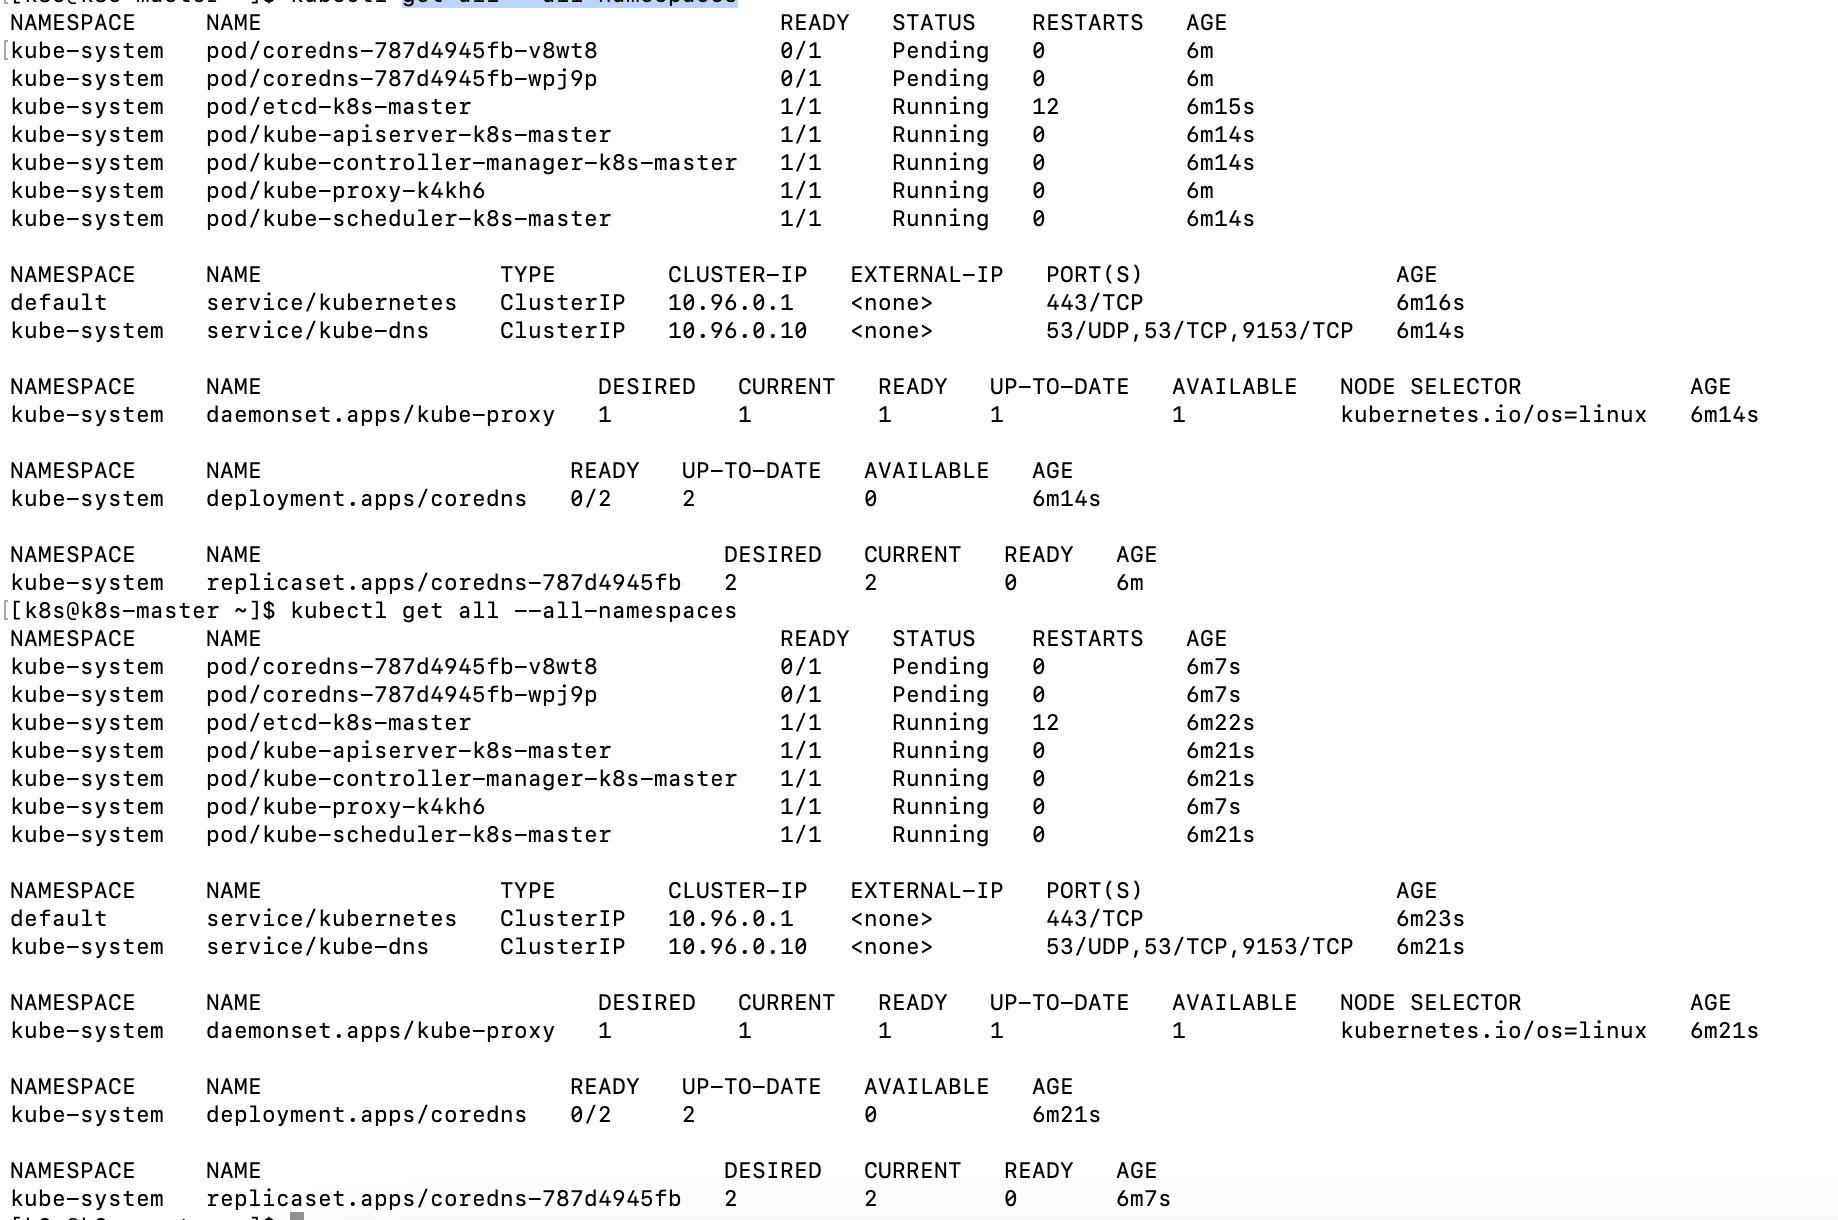 [[k8s@k8s-master ~]$ kubectl get all --all-namespaces
NAMESPACE NAME READY STATUS RESTARTS AGE
[kube-system pod/coredns-787d4945fb-v8wt8 0/1 Pending 0 6m
kube-system pod/coredns-787d4945fb-wpj9p 0/1 Pending 0 6m
kube-system pod/etcd-k8s-master 1/1 Running 12 6m15s
kube-system pod/kube-apiserver-k8s-master 1/1 Running 0 6m14s
kube-system pod/kube-controller-manager-k8s-master 1/1 Running 0 6m14s
kube-system pod/kube-proxy-k4kh6 1/1 Running 0 6m
kube-system pod/kube-scheduler-k8s-master 1/1 Running 0 6m14s
NAMESPACE NAME TYPE CLUSTER-IP EXTERNAL-IP PORT(S) AGE
default service/kubernetes ClusterIP 10.96.0.1 <none> 443/TCP 6m16s
kube-system service/kube-dns ClusterIP 10.96.0.10 <none> 53/UDP,53/TCP,9153/TCP 6m14s
NAMESPACE NAME DESIRED CURRENT READY UP-TO-DATE AVAILABLE NODE SELECTOR AGE
kube-system daemonset.apps/kube-proxy 1 1 1 1 1 kubernetes.io/os=linux 6m14s
NAMESPACE NAME READY UP-TO-DATE AVAILABLE AGE
kube-system deployment.apps/coredns 0/2 2 0 6m14s
NAMESPACE NAME DESIRED CURRENT READY AGE
kube-system replicaset.apps/coredns-787d4945fb 2 2 0 6m
[[k8s@k8s-master ~]$ kubectl get all --all-namespaces
NAMESPACE NAME READY STATUS RESTARTS AGE
kube-system pod/coredns-787d4945fb-v8wt8 0/1 Pending 0 6m7s
kube-system pod/coredns-787d4945fb-wpj9p 0/1 Pending 0 6m7s
kube-system pod/etcd-k8s-master 1/1 Running 12 6m22s
kube-system pod/kube-apiserver-k8s-master 1/1 Running 0 6m21s
kube-system pod/kube-controller-manager-k8s-master 1/1 Running 0 6m21s
kube-system pod/kube-proxy-k4kh6 1/1 Running 0 6m7s
kube-system pod/kube-scheduler-k8s-master 1/1 Running 0 6m21s
NAMESPACE NAME TYPE CLUSTER-IP EXTERNAL-IP PORT(S) AGE
default service/kubernetes ClusterIP 10.96.0.1 <none> 443/TCP 6m23s
kube-system service/kube-dns ClusterIP 10.96.0.10 <none> 53/UDP,53/TCP,9153/TCP 6m21s
NAMESPACE NAME DESIRED CURRENT READY UP-TO-DATE AVAILABLE NODE SELECTOR AGE
kube-system daemonset.apps/kube-proxy 1 1 1 1 1 kubernetes.io/os=linux 6m21s
NAMESPACE NAME READY UP-TO-DATE AVAILABLE AGE
kube-system deployment.apps/coredns 0/2 2 0 6m21s
NAMESPACE NAME DESIRED CURRENT READY AGE
kube-system replicaset.apps/coredns-787d4945fb 2 2 0 6m7s